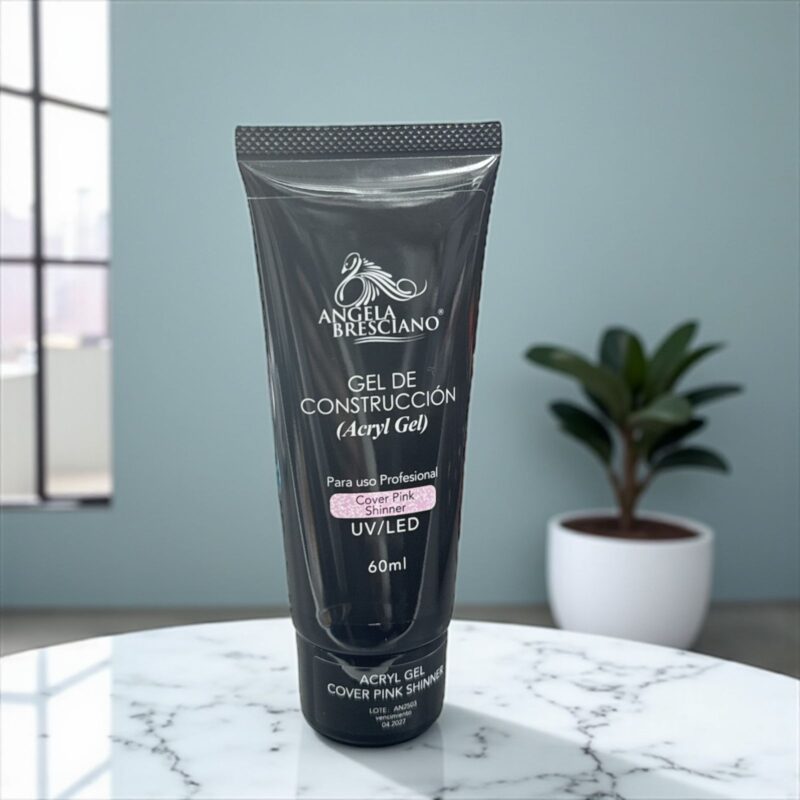 ANGELA
BRESCIANO®
GEL DE
CONSTRUCCIÓN
(Acryl Gel)
Para uso Profesional
Cover Pink
Shinner
UV/LED
60ml
ACRYL GEL
COVER PINK SHINNER
LOTE: AN2503
vencimiento
04 2027